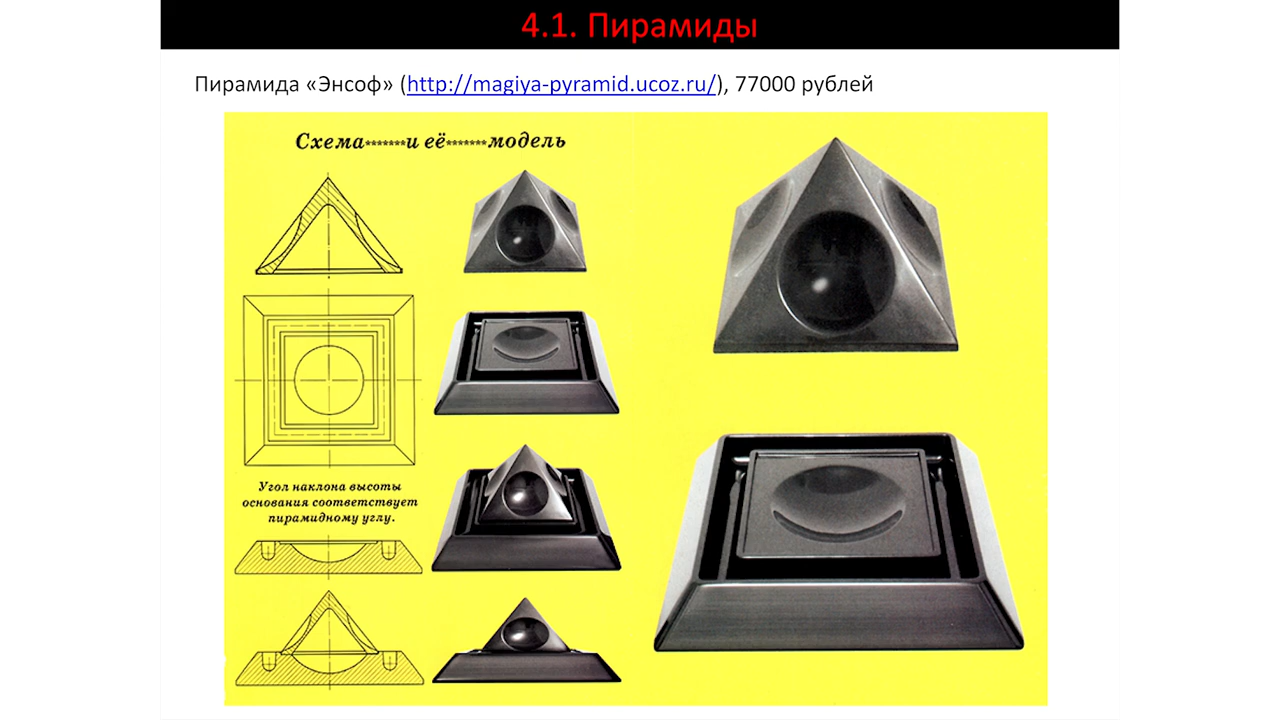 4.1. Пирамиды
Пирамида «Энсоф» (http://magiya-pyramid.ucoz.ru/), 77000 рублей
Схема*******и её*******модель
Угол наклона высоты
основания соответствует
пирамидному углу.